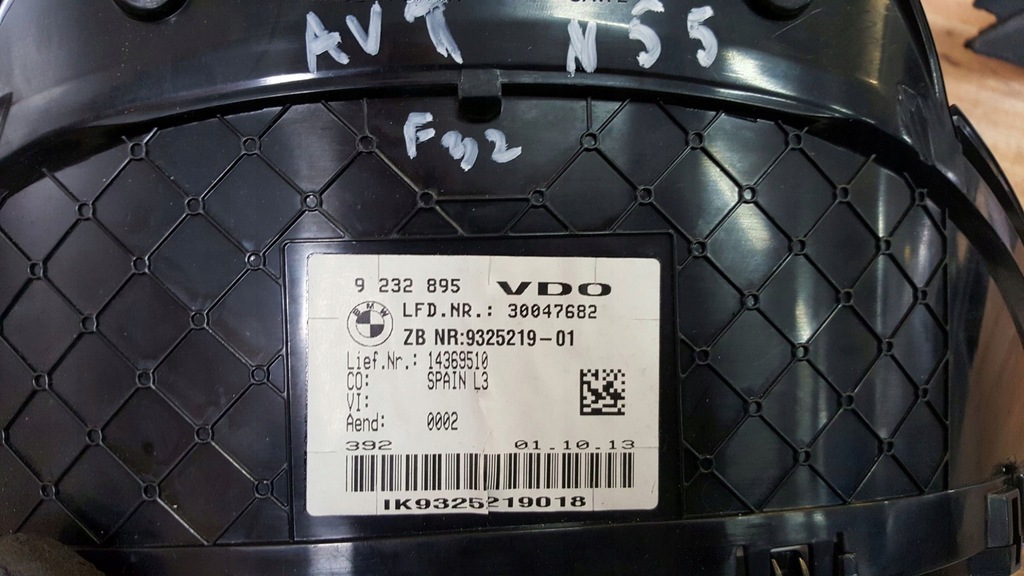 AVT N55
F32
9 232 895 VDO
BMW
LFD.NR.: 30047682
ZB NR:9325219-01
Lief.Nr.: 14369510
CO: SPAIN L3
VI:
Aend: 0002
392 01.10.13
IK9325219018